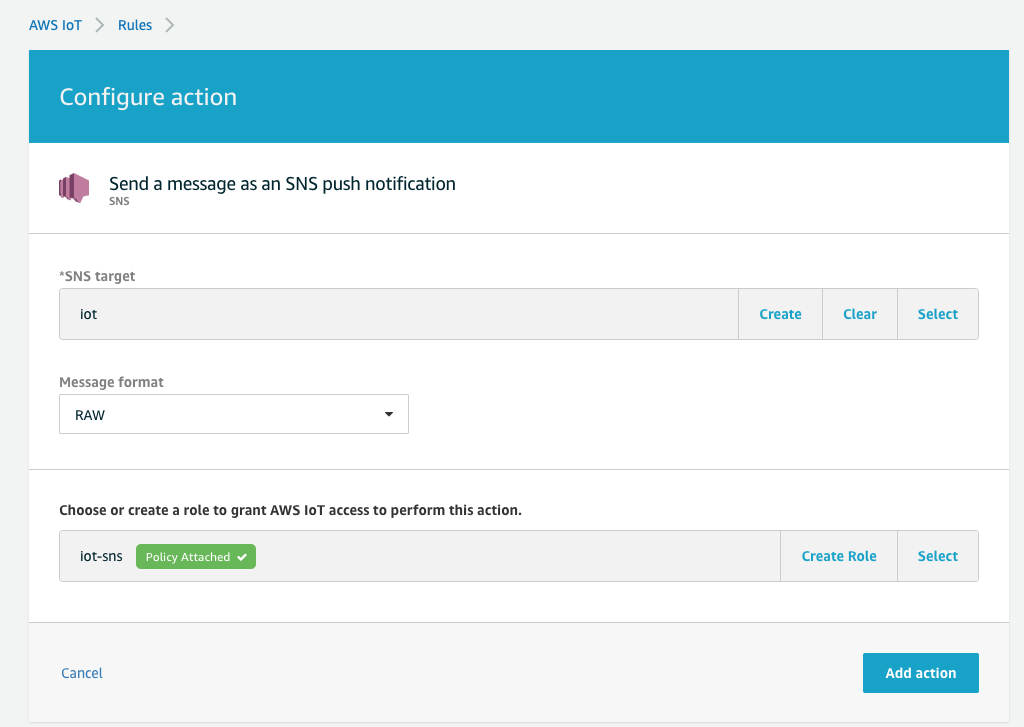 AWS IoT Rules
Configure action
Send a message as an SNS push notification
SNS
*SNS target
iot Create Clear Select
Message format
RAW
Choose or create a role to grant AWS IoT access to perform this action.
iot-sns Policy Attached Create Role Select
Cancel Add action